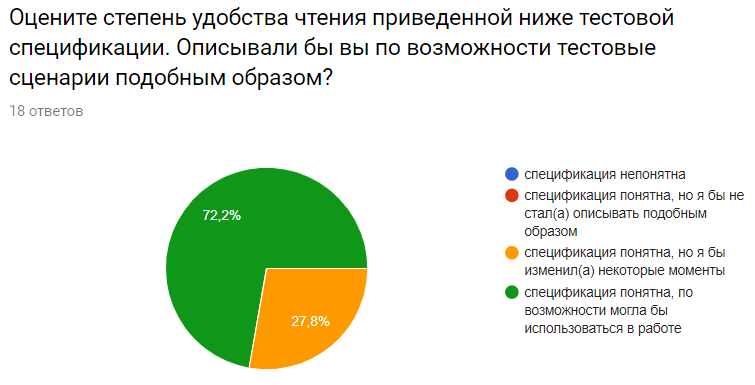 Оцените степень удобства чтения приведенной ниже тестовой
спецификации. Описывали бы вы по возможности тестовые
сценарии подобным образом?
18 ответов
72,2%
27,8%
спецификация непонятна
спецификация понятна, но я бы не
стал(а) описывать подобным
образом
спецификация понятна, но я бы
изменил(а) некоторые моменты
спецификация понятна, по
возможности могла бы
использоваться в работе